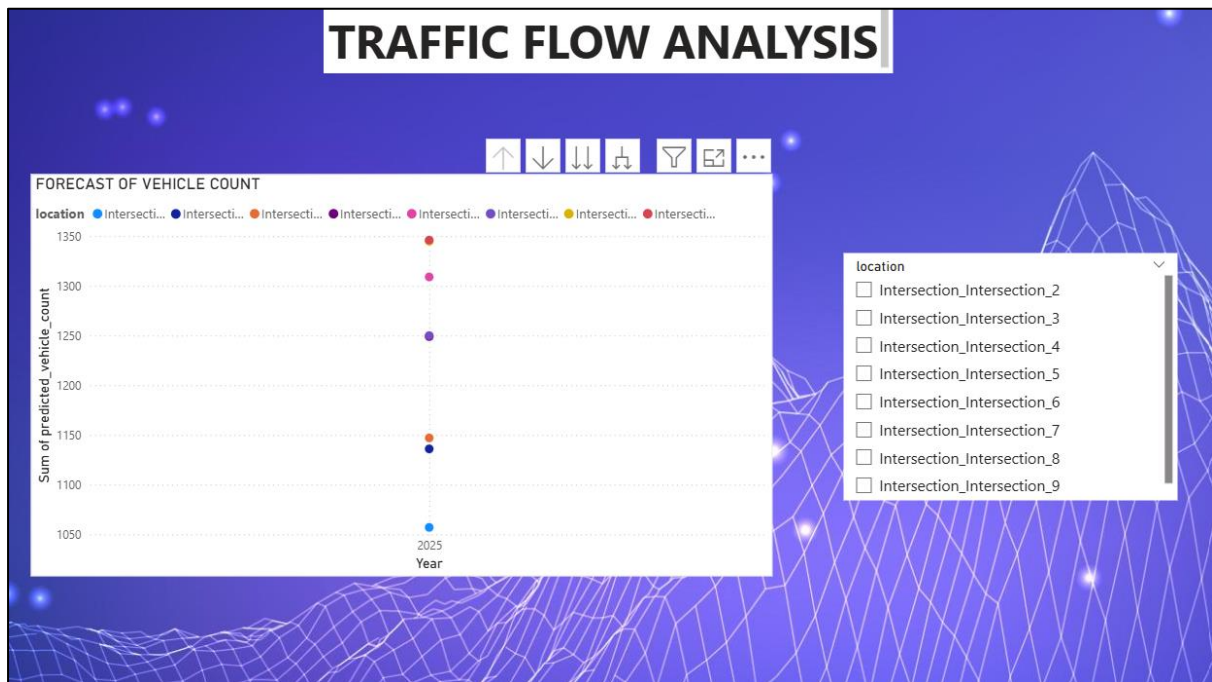 TRAFFIC FLOW ANALYSIS
FORECAST OF VEHICLE COUNT
location Intersecti... Intersecti... Intersecti... Intersecti... Intersecti... Intersecti... Intersecti... Intersecti...
Sum of predicted_vehicle_count
1350
1300
1250
1200
1150
1100
1050
2025
Year
location
Intersection_Intersection_2
Intersection_Intersection_3
Intersection_Intersection_4
Intersection_Intersection_5
Intersection_Intersection_6
Intersection_Intersection_7
Intersection_Intersection_8
Intersection_Intersection_9